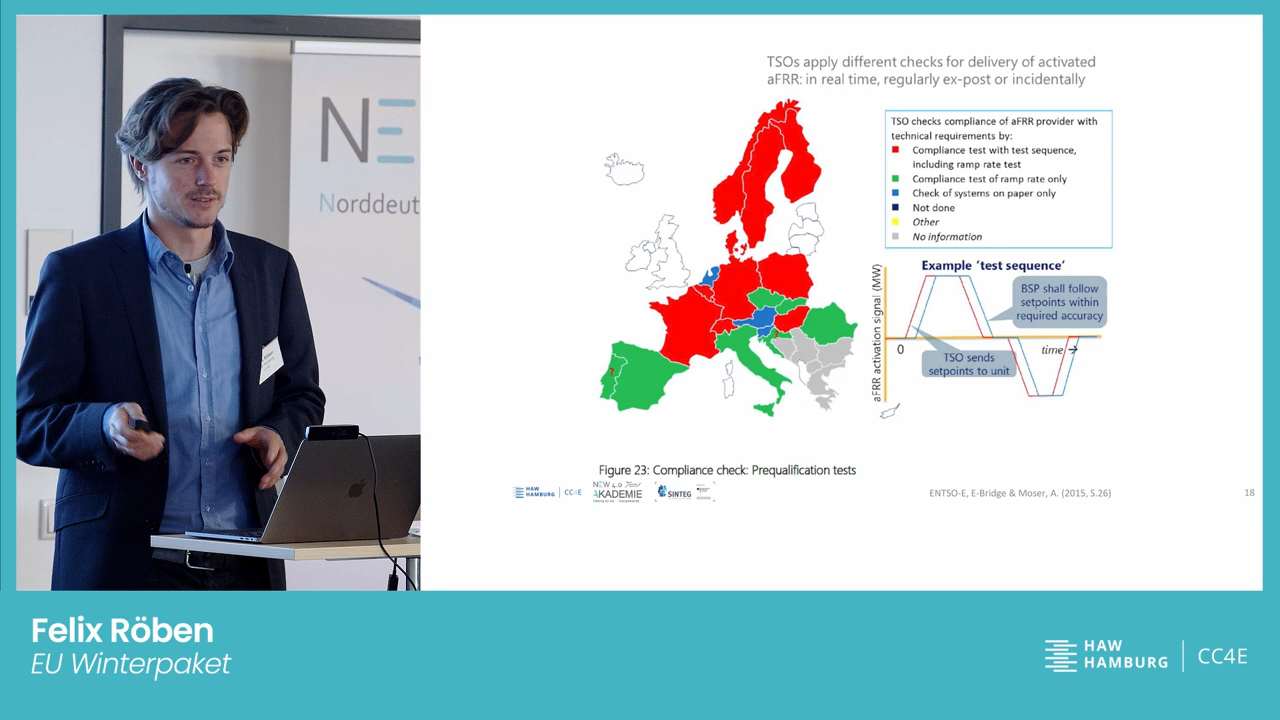 NE
Norddeut
TSOs apply different checks for delivery of activated
aFRR: in real time, regularly ex-post or incidentally
TSO checks compliance of aFRR provider with
technical requirements by:
Compliance test with test sequence,
including ramp rate test
Compliance test of ramp rate only
Check of systems on paper only
Not done
Other
No information
Example ‘test sequence’
aFRR activation signal (MW)
BSP shall follow
setpoints within
required accuracy
0
time →
TSO sends
setpoints to unit
?
?
Figure 23: Compliance check: Prequalification tests
HAW
HAMBURG
CC4E
NEW 4.0
AKADEMIE
SINTEG
ENTSO-E, E-Bridge & Moser, A. (2015, S.26)
18
Felix Röben
EU Winterpaket
HAW
HAMBURG
CC4E